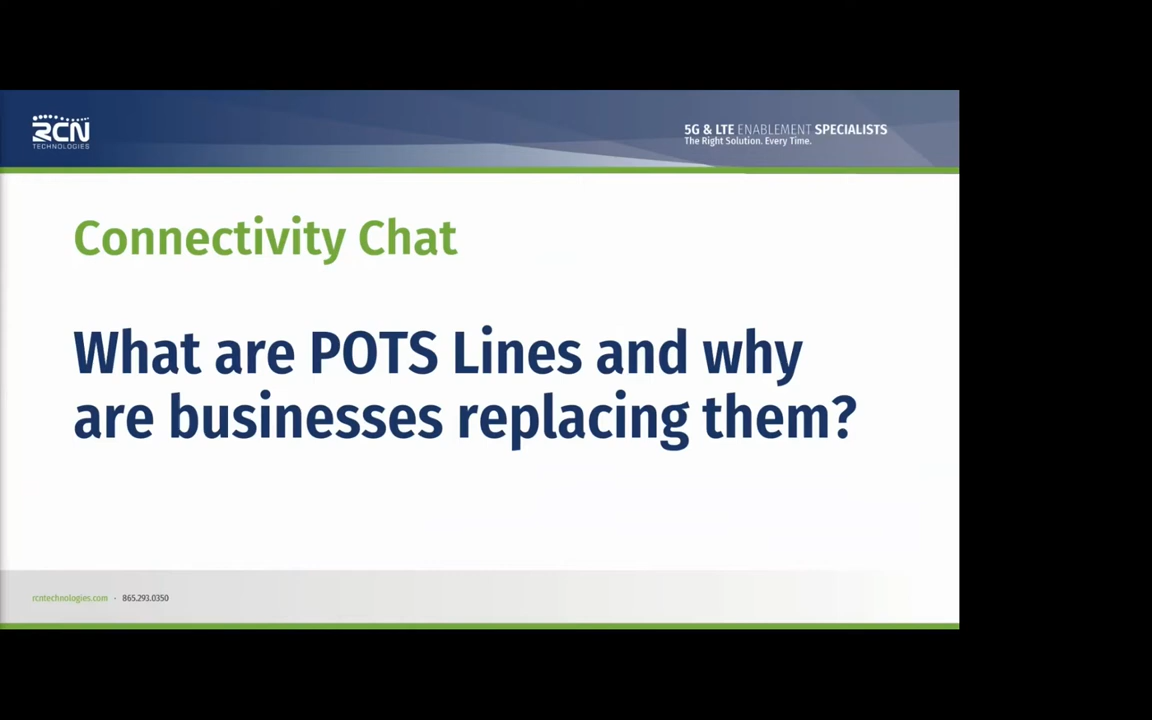 RCN
TECHNOLOGIES
5G & LTE ENABLEMENT SPECIALISTS
The Right Solution. Every Time.
Connectivity Chat
What are POTS Lines and why
are businesses replacing them?
rcntechnologies.com · 865.293.0350